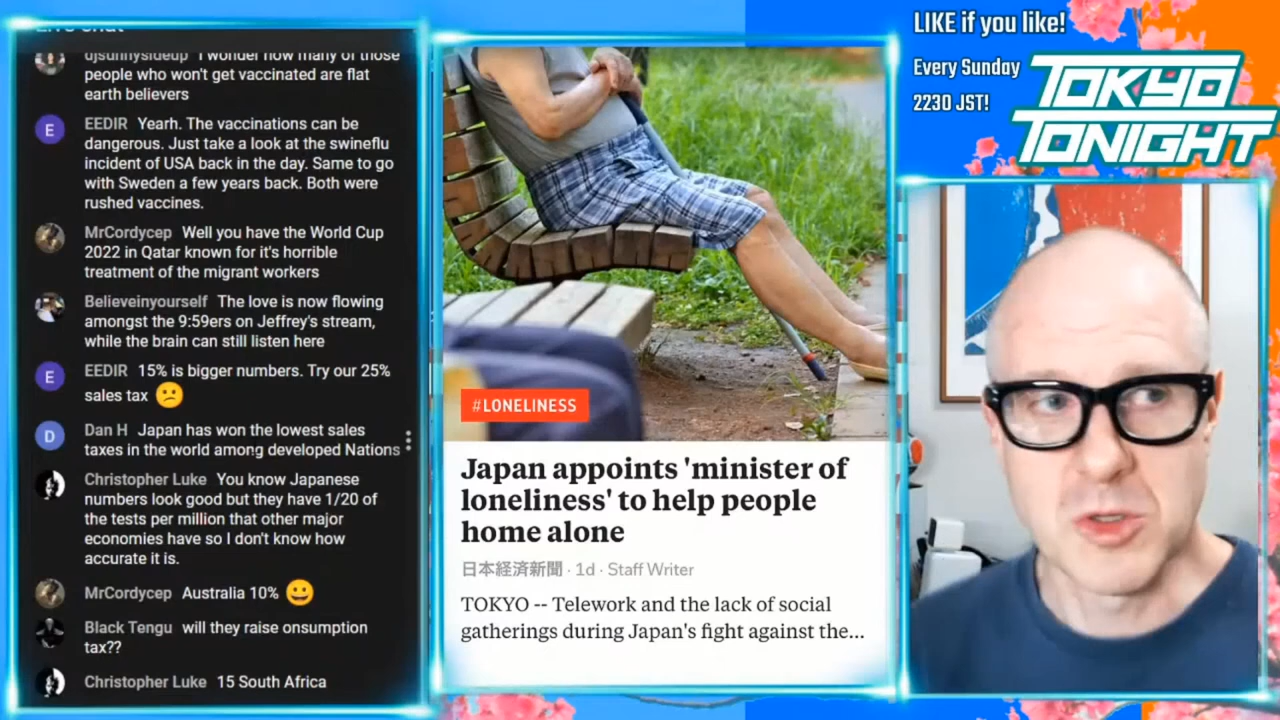 djsunnysideup I wonder how many of those
people who won't get vaccinated are flat
earth believers
E
EEDIR Yearh. The vaccinations can be
dangerous. Just take a look at the swineflu
incident of USA back in the day. Same to go
with Sweden a few years back. Both were
rushed vaccines.
MrCordycep Well you have the World Cup
2022 in Qatar known for it's horrible
treatment of the migrant workers
Believeinyourself The love is now flowing
amongst the 9:59ers on Jeffrey's stream,
while the brain can still listen here
E
EEDIR 15% is bigger numbers. Try our 25%
sales tax
D
Dan H Japan has won the lowest sales
taxes in the world among developed Nations
Christopher Luke You know Japanese
numbers look good but they have 1/20 of
the tests per million that other major
economies have so I don't know how
accurate it is.
MrCordycep Australia 10%
Black Tengu will they raise onsumption
tax??
Christopher Luke 15 South Africa
#LONELINESS
Japan appoints 'minister of
loneliness' to help people
home alone
日本経済新聞 · 1d · Staff Writer
TOKYO -- Telework and the lack of social
gatherings during Japan's fight against the...
LIKE if you like!
Every Sunday
2230 JST!
TOKYO
TONIGHT